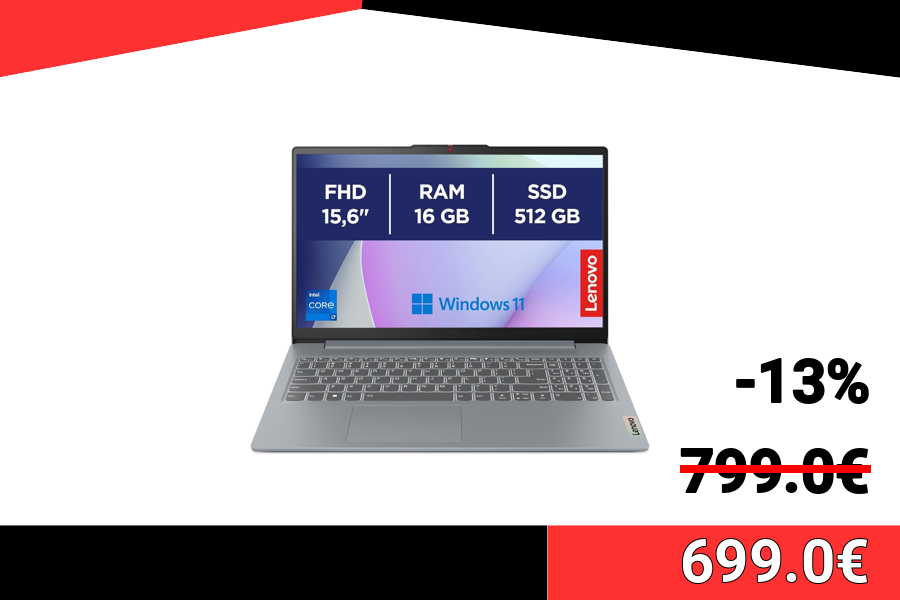 FHD
15,6"
RAM
16 GB
SSD
512 GB
Lenovo
intel
CORE
i7
Windows 11
Lenovo
-13%
799.0€
699.0€